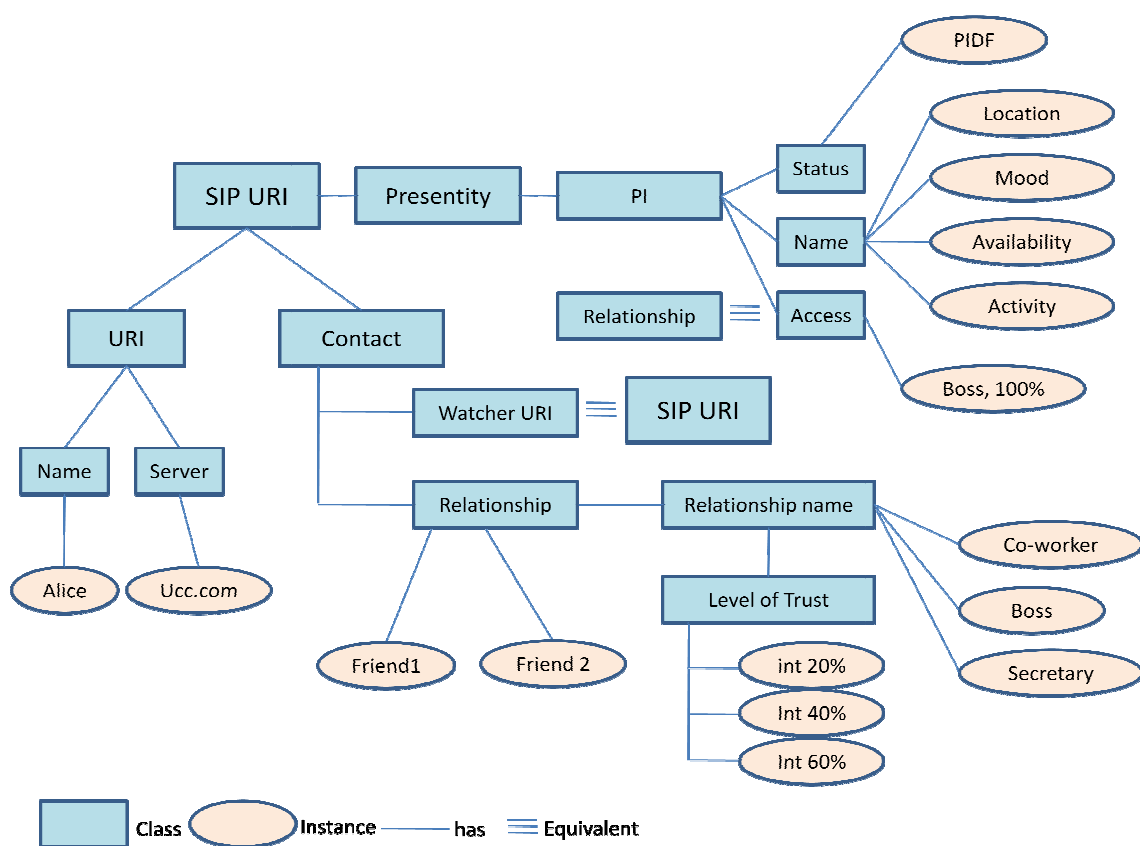 PIDF
Location
Status
SIP URI
Presentity
PI
Mood
Name
Availability
Relationship
Access
Activity
URI
Contact
Boss, 100%
Watcher URI
SIP URI
Name
Server
Relationship
Relationship name
Co-worker
Alice
Ucc.com
Level of Trust
Boss
Friend1
Friend 2
int 20%
Secretary
Int 40%
Int 60%
Class
Instance
has
Equivalent